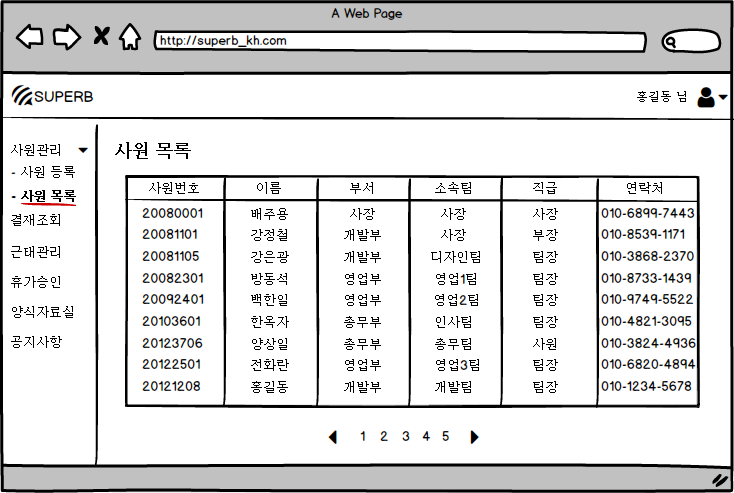 A Web Page
http://superb_kh.com
SUPERB
홍길동 님
사원관리
- 사원 등록
- 사원 목록
결재조회
근태관리
휴가승인
양식자료실
공지사항
사원 목록
사원번호 이름 부서 소속팀 직급 연락처
20080001 배주용 사장 사장 사장 010-6899-7443
20081101 강정철 개발부 사장 부장 010-8539-1171
20081105 강은광 개발부 디자인팀 팀장 010-3868-2370
20082301 방동석 영업부 영업1팀 팀장 010-8733-1439
20092401 백한일 영업부 영업2팀 팀장 010-9749-5522
20103601 한옥자 총무부 인사팀 팀장 010-4821-3095
20123706 양상일 총무부 총무팀 사원 010-3824-4936
20122501 전화란 영업부 영업3팀 팀장 010-6820-4894
20121208 홍길동 개발부 개발팀 팀장 010-1234-5678
1 2 3 4 5